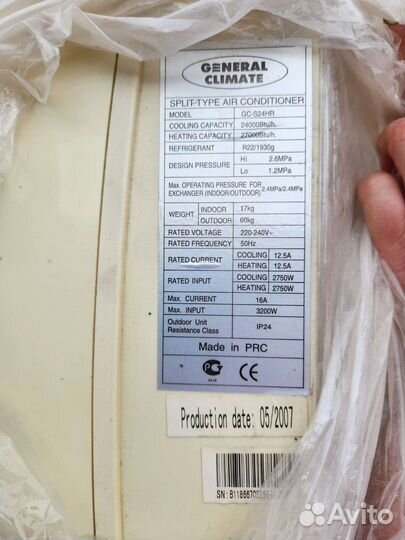 GENERAL
CLIMATE
SPLIT-TYPE AIR CONDITIONER
MODEL GC-S24HR
COOLING CAPACITY 24000Btu/h
HEATING CAPACITY 27000Btu/h
REFRIGERANT R22/1930g
DESIGN PRESSURE Hi 2.6MPa
Lo 1.2MPa
Max. OPERATING PRESSURE FOR
EXCHANGER (INDOOR/OUTDOOR) 2.4MPa/2.4MPa
WEIGHT INDOOR 17kg
OUTDOOR 60kg
RATED VOLTAGE 220-240V~
RATED FREQUENCY 50Hz
RATED CURRENT COOLING 12.5A
HEATING 12.5A
RATED INPUT COOLING 2750W
HEATING 2750W
Max. CURRENT 16A
Max. INPUT 3200W
Outdoor Unit
Resistance Class IP24
Made in PRC
CE
Production date: 05/2007
Avito